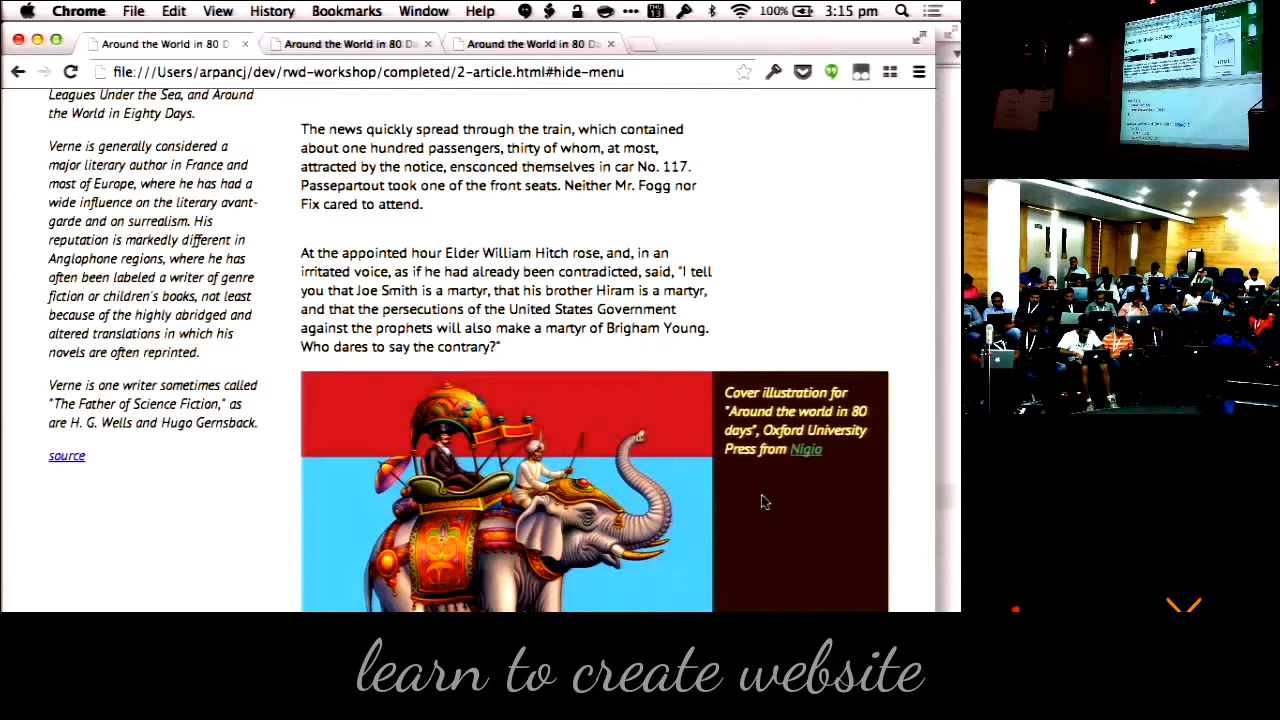 Chrome File Edit View History Bookmarks Window Help
THU
13
100%
3:15 pm
Around the World in 80 D
Around the World in 80 Da
Around the World in 80 Da
file:///Users/arpancj/dev/rwd-workshop/completed/2-article.html#hide-menu
Leagues Under the Sea, and Around
the World in Eighty Days.
Verne is generally considered a
major literary author in France and
most of Europe, where he has had a
wide influence on the literary avant-
garde and on surrealism. His
reputation is markedly different in
Anglophone regions, where he has
often been labeled a writer of genre
fiction or children's books, not least
because of the highly abridged and
altered translations in which his
novels are often reprinted.
Verne is one writer sometimes called
"The Father of Science Fiction," as
are H. G. Wells and Hugo Gernsback.
source
The news quickly spread through the train, which contained
about one hundred passengers, thirty of whom, at most,
attracted by the notice, ensconced themselves in car No. 117.
Passepartout took one of the front seats. Neither Mr. Fogg nor
Fix cared to attend.
At the appointed hour Elder William Hitch rose, and, in an
irritated voice, as if he had already been contradicted, said, "I tell
you that Joe Smith is a martyr, that his brother Hiram is a martyr,
and that the persecutions of the United States Government
against the prophets will also make a martyr of Brigham Young.
Who dares to say the contrary?"
Cover illustration for
"Around the world in 80
days", Oxford University
Press from Nigio
learn to create website